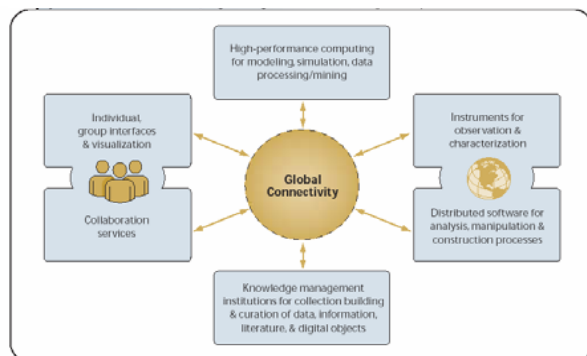 High-performance computing
for modeling, simulation, data
processing/mining
Individual,
group interfaces
& visualization
Instruments for
observation &
characterization
Global
Connectivity
Collaboration
services
Distributed software for
analysis, manipulation &
construction processes
Knowledge management
institutions for collection building
& curation of data, information,
literature, & digital objects